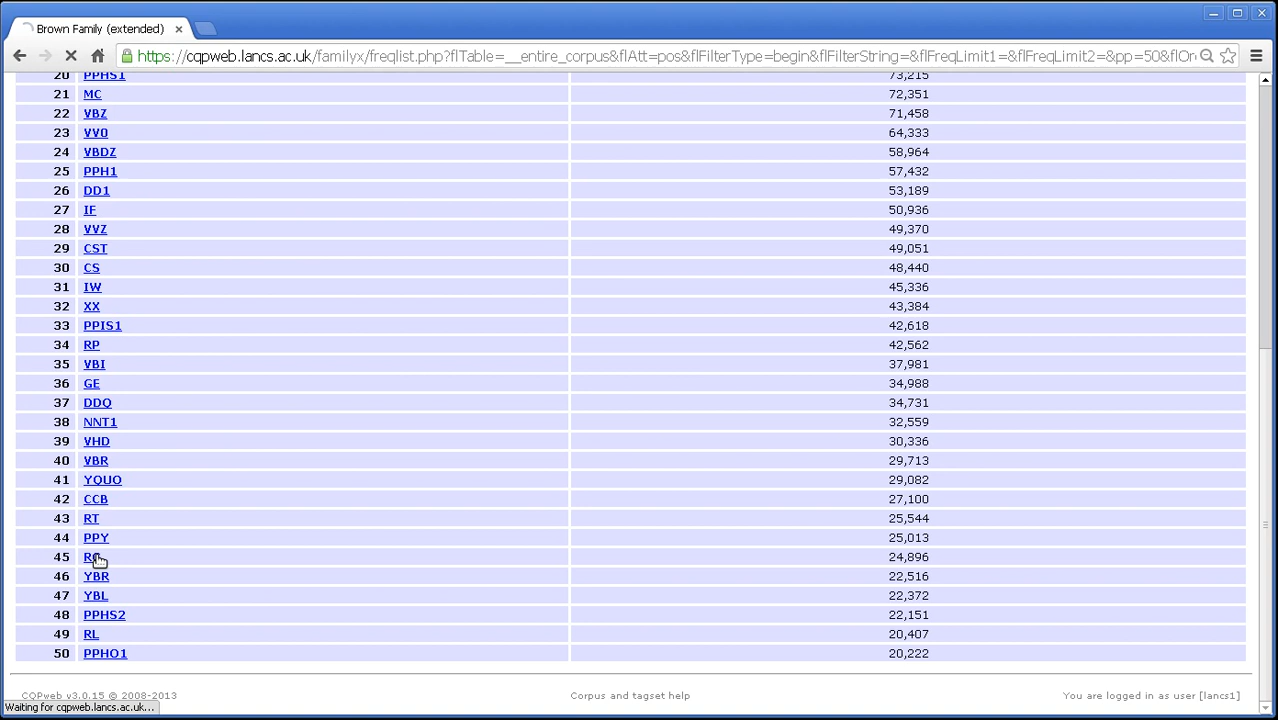 Brown Family (extended)
https://cqpweb.lancs.ac.uk/familyx/freqlist.php?flTable=__entire_corpus&flAtt=pos&flFilterType=begin&flFilterString=&flFreqLimit1=&flFreqLimit2=&pp=50&flOr
20 PPHS1 73,215
21 MC 72,351
22 VBZ 71,458
23 VV0 64,333
24 VBDZ 58,964
25 PPH1 57,432
26 DD1 53,189
27 IF 50,936
28 VVZ 49,370
29 CST 49,051
30 CS 48,440
31 IW 45,336
32 XX 43,384
33 PPIS1 42,618
34 RP 42,562
35 VBI 37,981
36 GE 34,988
37 DDQ 34,731
38 NNT1 32,559
39 VHD 30,336
40 VBR 29,713
41 YQUO 29,082
42 CCB 27,100
43 RT 25,544
44 PPY 25,013
45 24,896
46 YBR 22,516
47 YBL 22,372
48 PPHS2 22,151
49 RL 20,407
50 PPHO1 20,222
CQPweb v3.0.15 © 2008-2013 Corpus and tagset help You are logged in as user [lancs1]
Waiting for cqpweb.lancs.ac.uk...